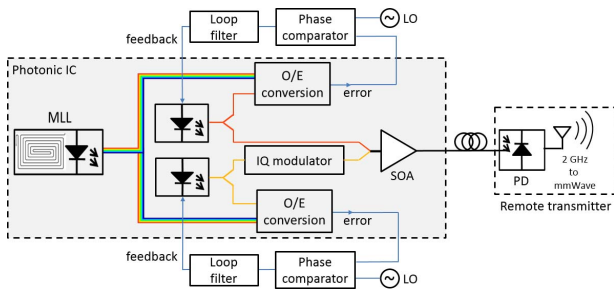 Loop
filter
Phase
comparator
LO
feedback
Photonic IC
O/E
conversion
error
MLL
IQ modulator
SOA
PD
2 GHz
to
mmWave
Remote transmitter
O/E
conversion
error
feedback
Loop
filter
Phase
comparator
LO